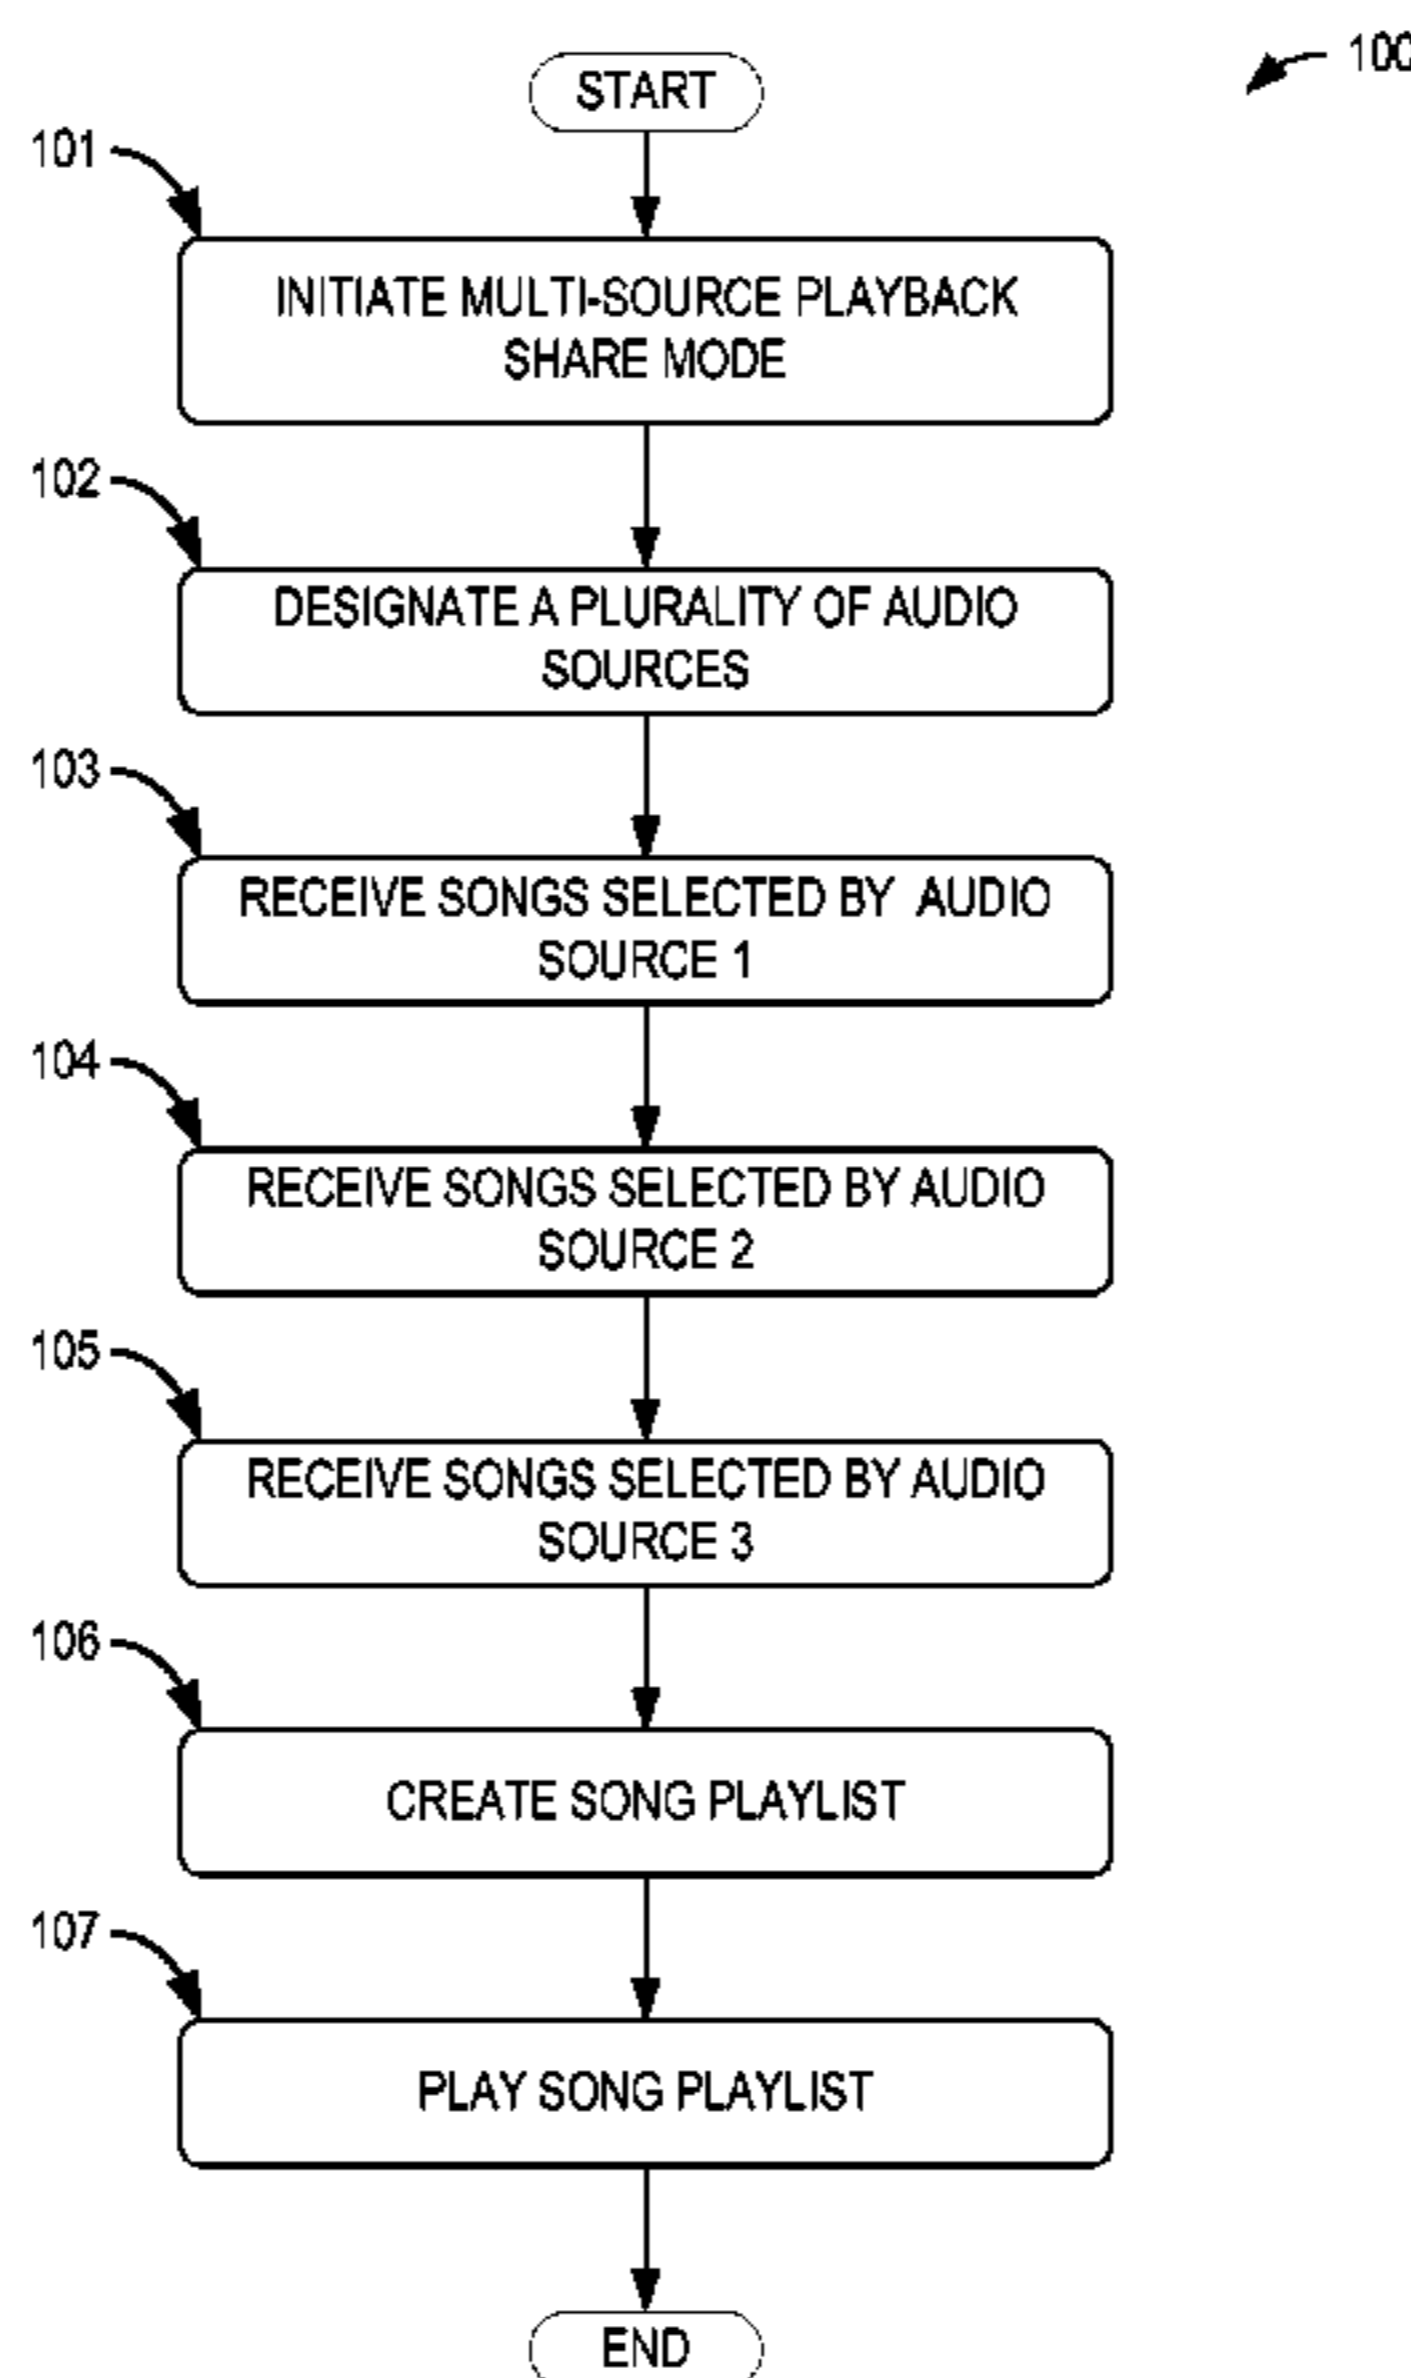 100
START
101
INITIATE MULTI-SOURCE PLAYBACK
SHARE MODE
102
DESIGNATE A PLURALITY OF AUDIO
SOURCES
103
RECEIVE SONGS SELECTED BY AUDIO
SOURCE 1
104
RECEIVE SONGS SELECTED BY AUDIO
SOURCE 2
105
RECEIVE SONGS SELECTED BY AUDIO
SOURCE 3
106
CREATE SONG PLAYLIST
107
PLAY SONG PLAYLIST
END